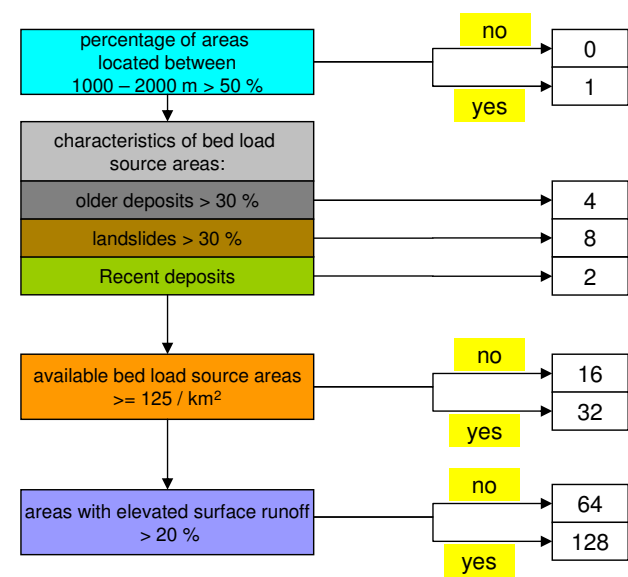 percentage of areas
located between
1000 – 2000 m > 50 %
no
0
1
yes
characteristics of bed load
source areas:
older deposits > 30 %
4
landslides > 30 %
8
Recent deposits
2
available bed load source areas
>= 125 / km²
no
16
32
yes
areas with elevated surface runoff
> 20 %
no
64
128
yes